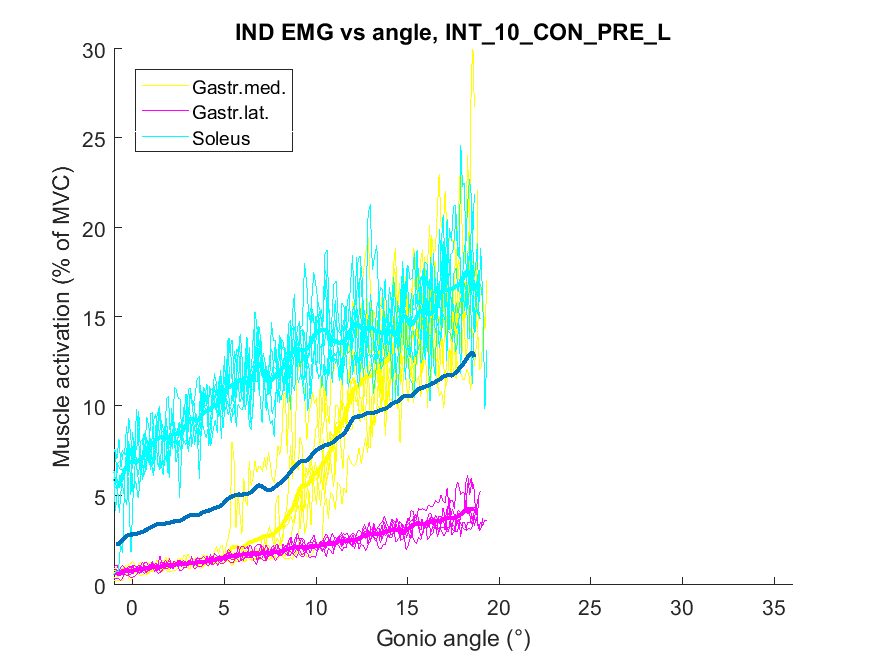 IND EMG vs angle, INT_10_CON_PRE_L
Gastr.med.
Gastr.lat.
Soleus
Muscle activation (% of MVC)
30
25
20
15
10
5
0
0 5 10 15 20 25 30 35
Gonio angle (°)